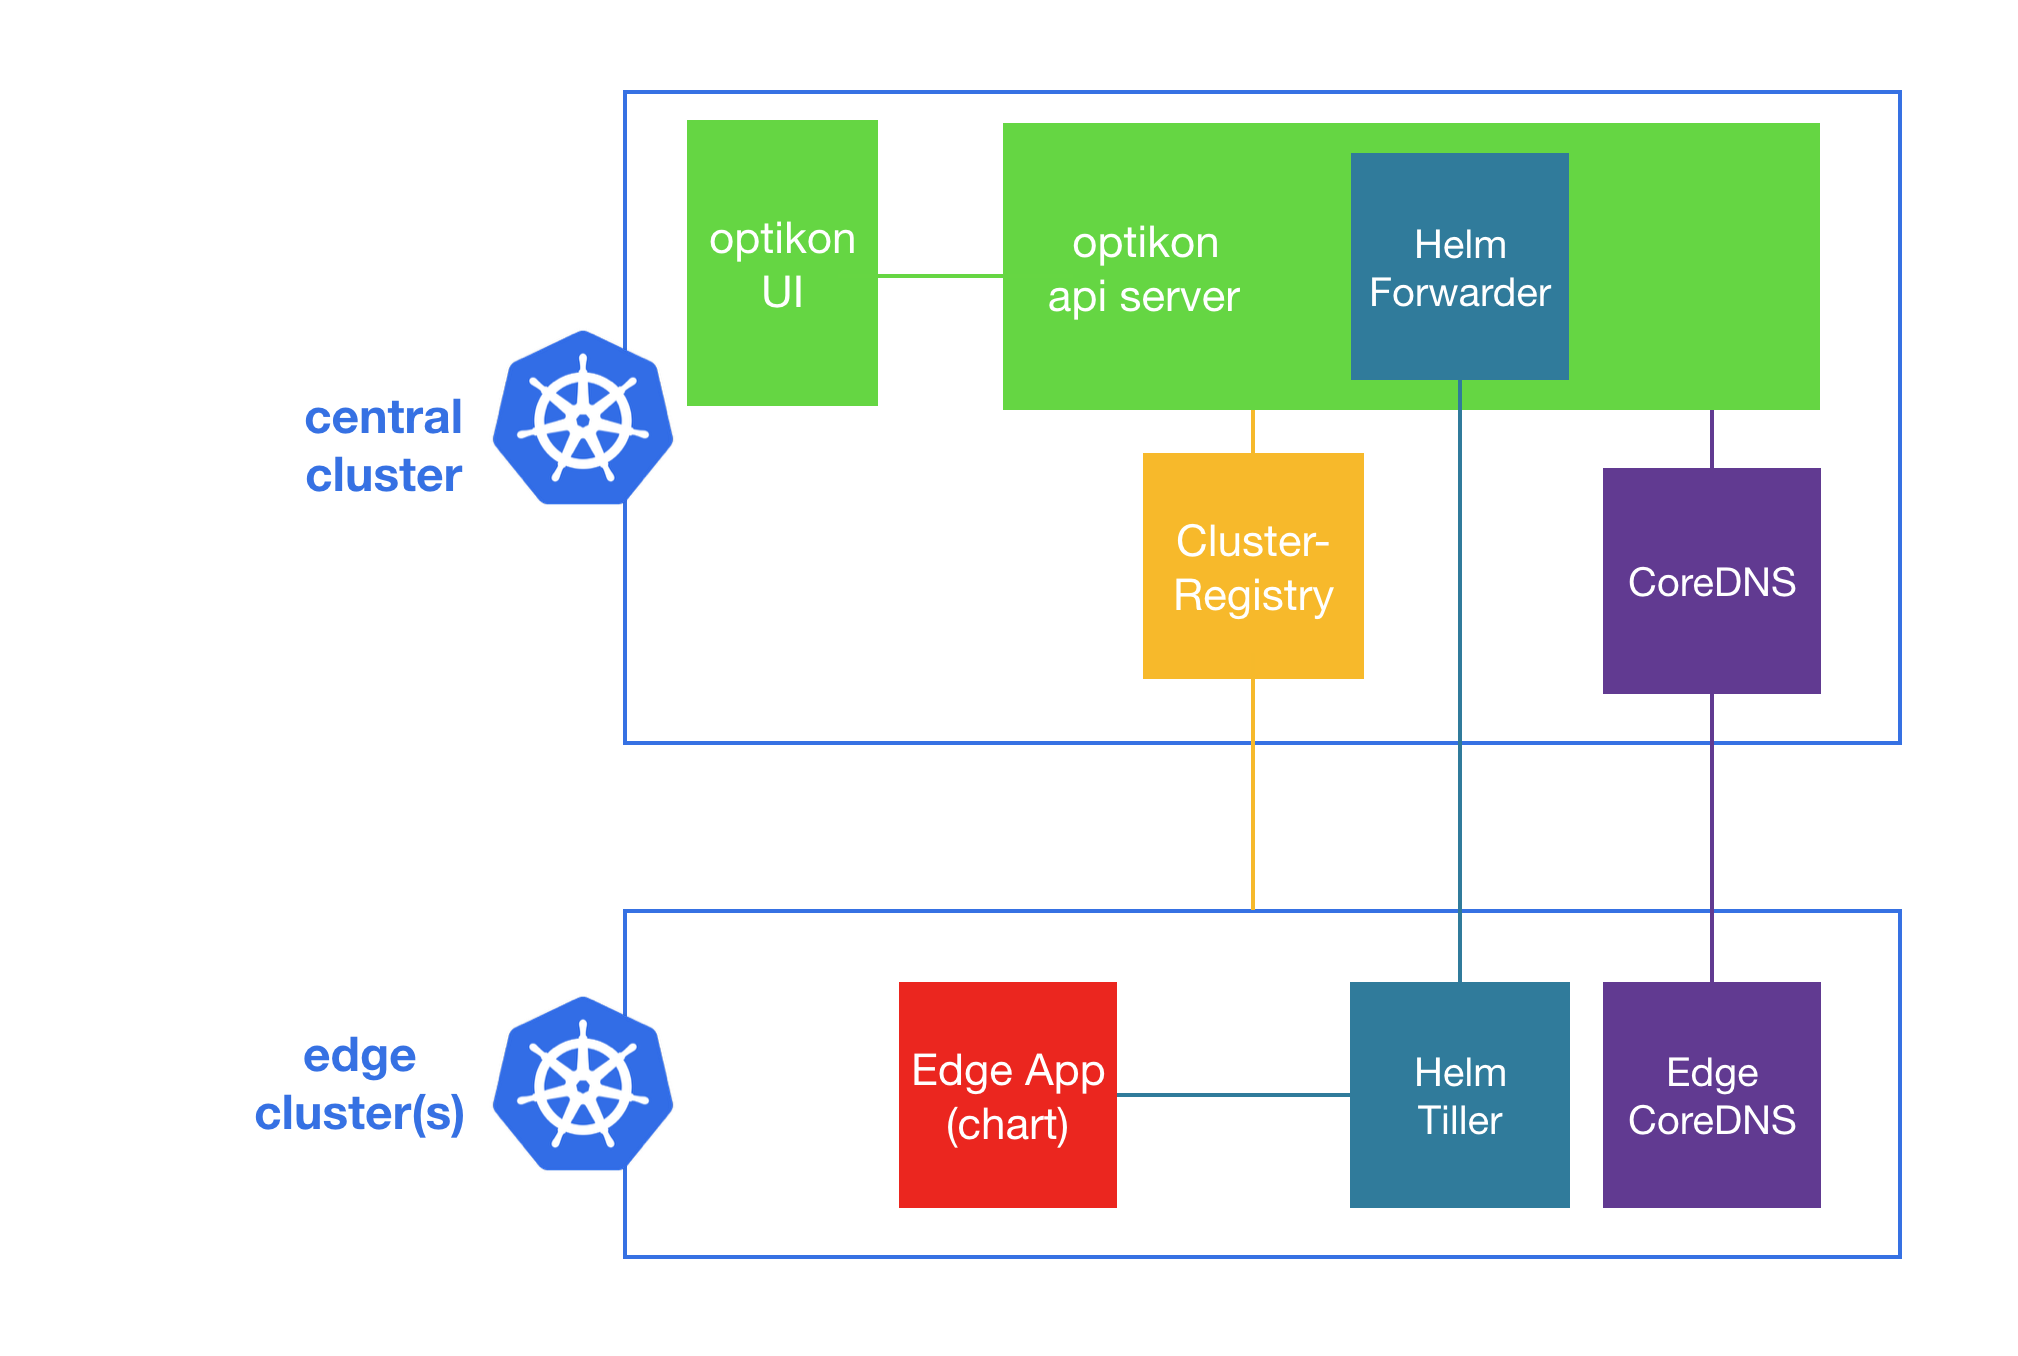 optikon
UI
optikon
api server
Helm
Forwarder
central
cluster
Cluster-
Registry
CoreDNS
edge
cluster(s)
Edge App
(chart)
Helm
Tiller
Edge
CoreDNS